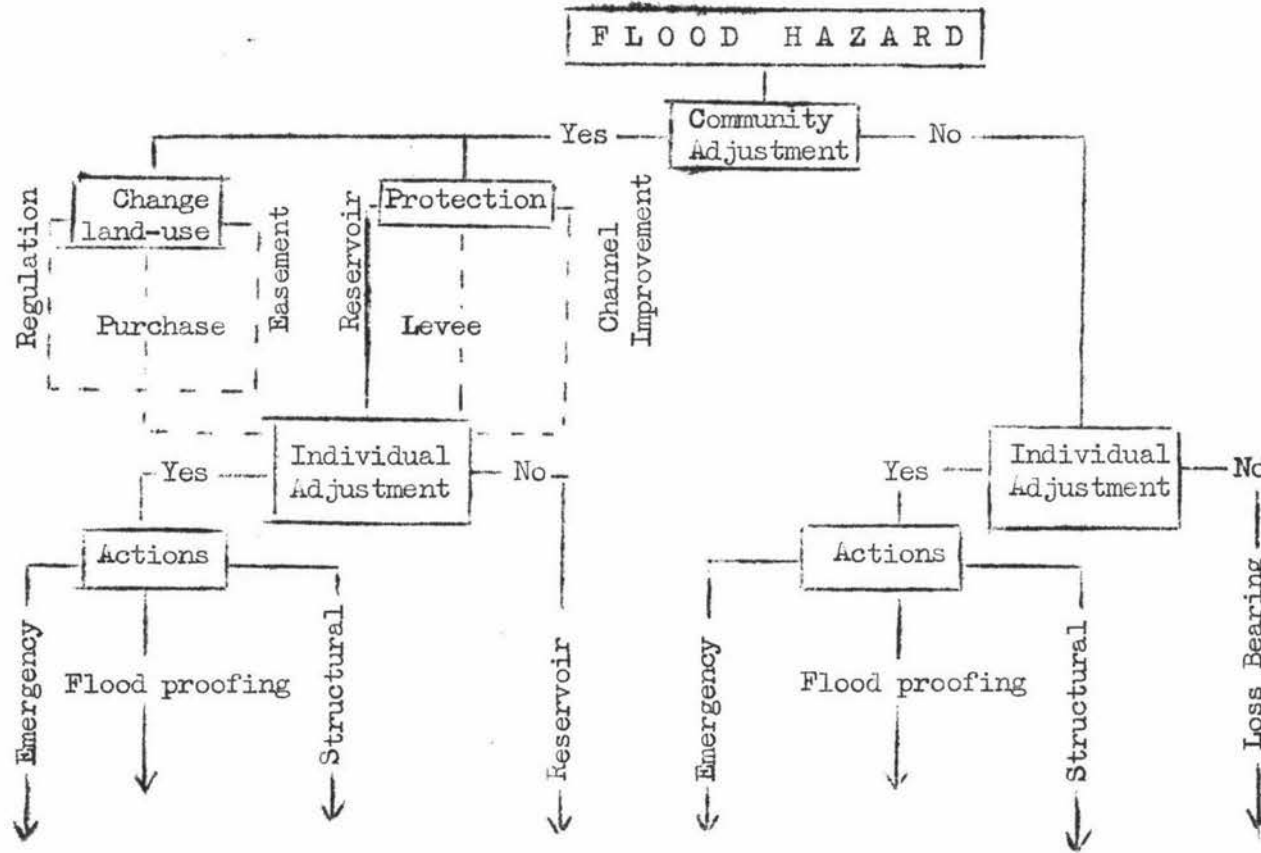 FLOOD HAZARD
Community
Adjustment
Yes
No
Change
land-use
Protection
Regulation
Easement
Reservoir
Channel
Improvement
Purchase
Levee
Individual
Adjustment
Yes
No
Individual
Adjustment
Yes
No
Actions
Actions
Emergency
Flood proofing
Structural
Reservoir
Emergency
Flood proofing
Structural
Loss Bearing